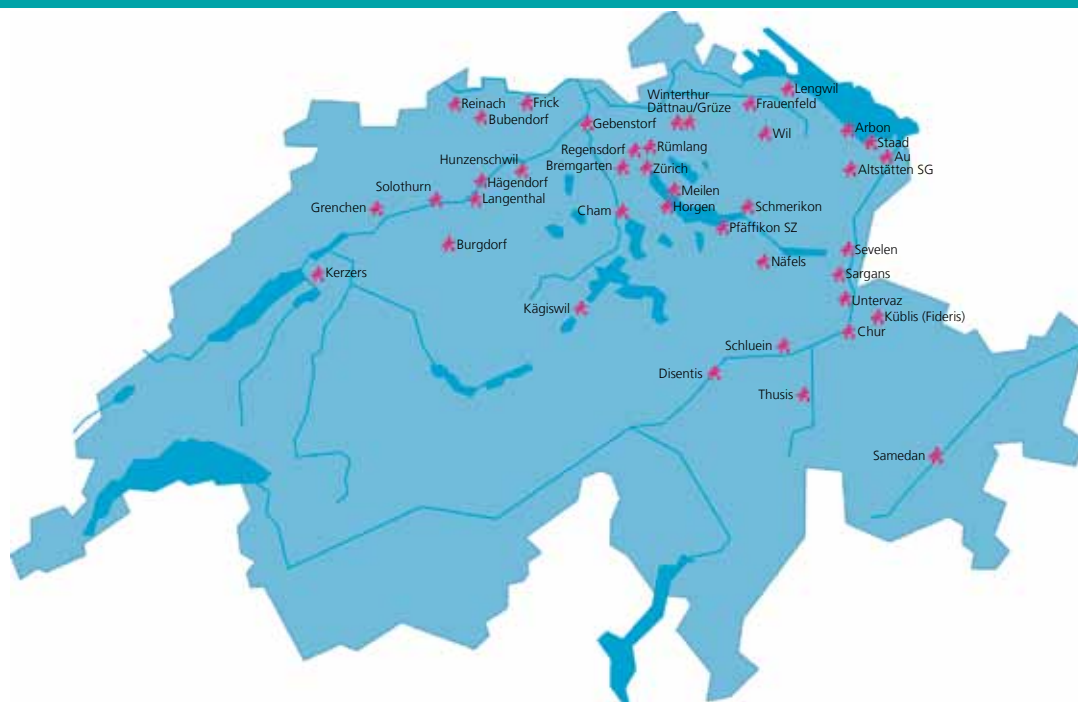 Lengwil
Winterthur
Dättnau/Grüze
Frauenfeld
Reinach
Frick
Bubendorf
Gebenstorf
Wil
Arbon
Staad
Au
Altstätten SG
Regensdorf
Rümlang
Bremgarten
Zürich
Hunzenschwil
Hägendorf
Solothurn
Langenthal
Grenchen
Meilen
Horgen
Schmerikon
Cham
Pfäffikon SZ
Burgdorf
Sevelen
Näfels
Sargans
Kerzers
Untervaz
Kägiswil
Küblis (Fideris)
Chur
Schluein
Disentis
Thusis
Samedan